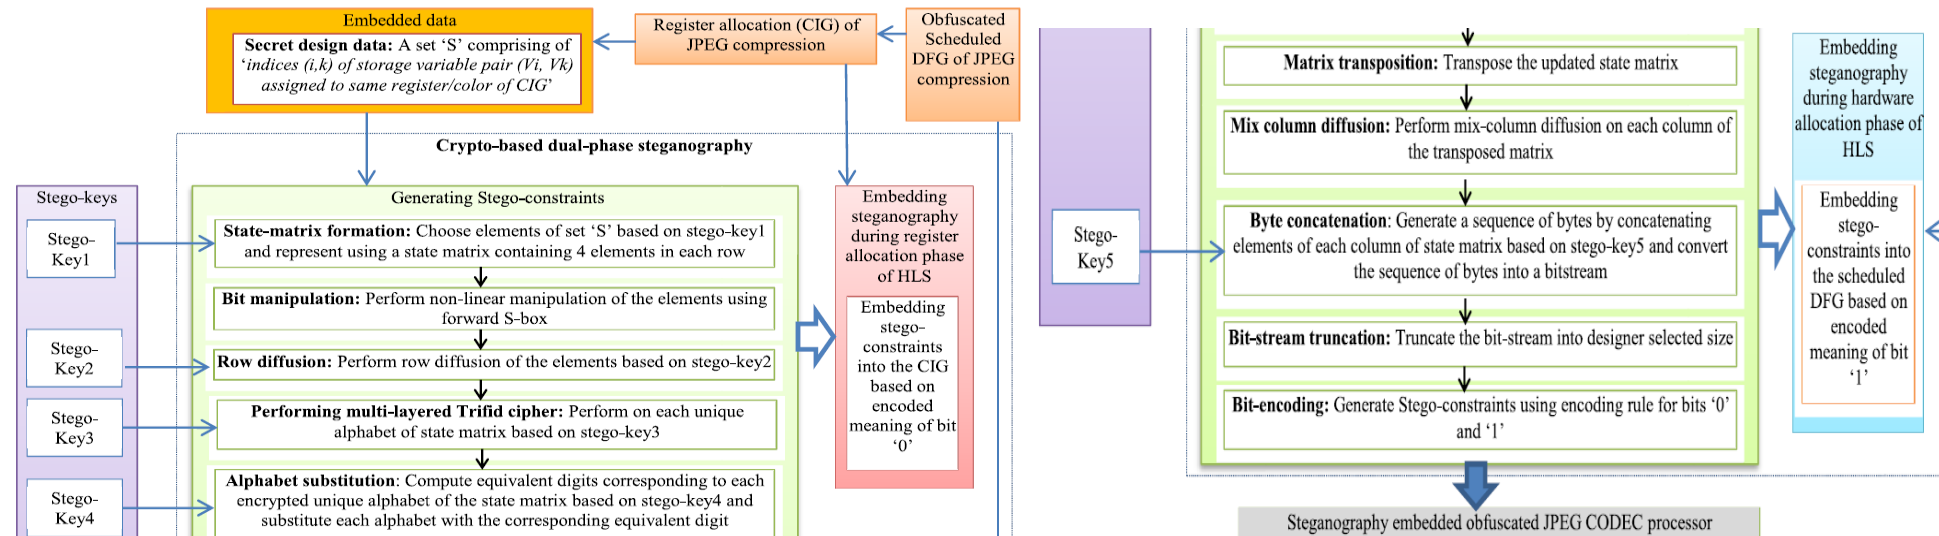 Embedded data
Secret design data: A set ‘S’ comprising of
‘indices (i,k) of storage variable pair (Vi, Vk)
assigned to same register/color of CIG’
Register allocation (CIG) of
JPEG compression
Obfuscated
Scheduled
DFG of JPEG
compression
Crypto-based dual-phase steganography
Stego-keys
Stego-
Key1
Stego-
Key2
Stego-
Key3
Stego-
Key4
Generating Stego-constraints
State-matrix formation: Choose elements of set ‘S’ based on stego-key1
and represent using a state matrix containing 4 elements in each row
Bit manipulation: Perform non-linear manipulation of the elements using
forward S-box
Row diffusion: Perform row diffusion of the elements based on stego-key2
Performing multi-layered Trifid cipher: Perform on each unique
alphabet of state matrix based on stego-key3
Alphabet substitution: Compute equivalent digits corresponding to each
encrypted unique alphabet of the state matrix based on stego-key4 and
substitute each alphabet with the corresponding equivalent digit
Embedding
steganography
during register
allocation phase
of HLS
Embedding
stego-
constraints
into the CIG
based on
encoded
meaning of bit
‘0’
Stego-
Key5
Matrix transposition: Transpose the updated state matrix
Mix column diffusion: Perform mix-column diffusion on each column of
the transposed matrix
Byte concatenation: Generate a sequence of bytes by concatenating
elements of each column of state matrix based on stego-key5 and convert
the sequence of bytes into a bitstream
Bit-stream truncation: Truncate the bit-stream into designer selected size
Bit-encoding: Generate Stego-constraints using encoding rule for bits ‘0’
and ‘1’
Embedding
steganography
during hardware
allocation phase of
HLS
Embedding
stego-
constraints into
the scheduled
DFG based on
encoded
meaning of bit
‘1’
Steganography embedded obfuscated JPEG CODEC processor